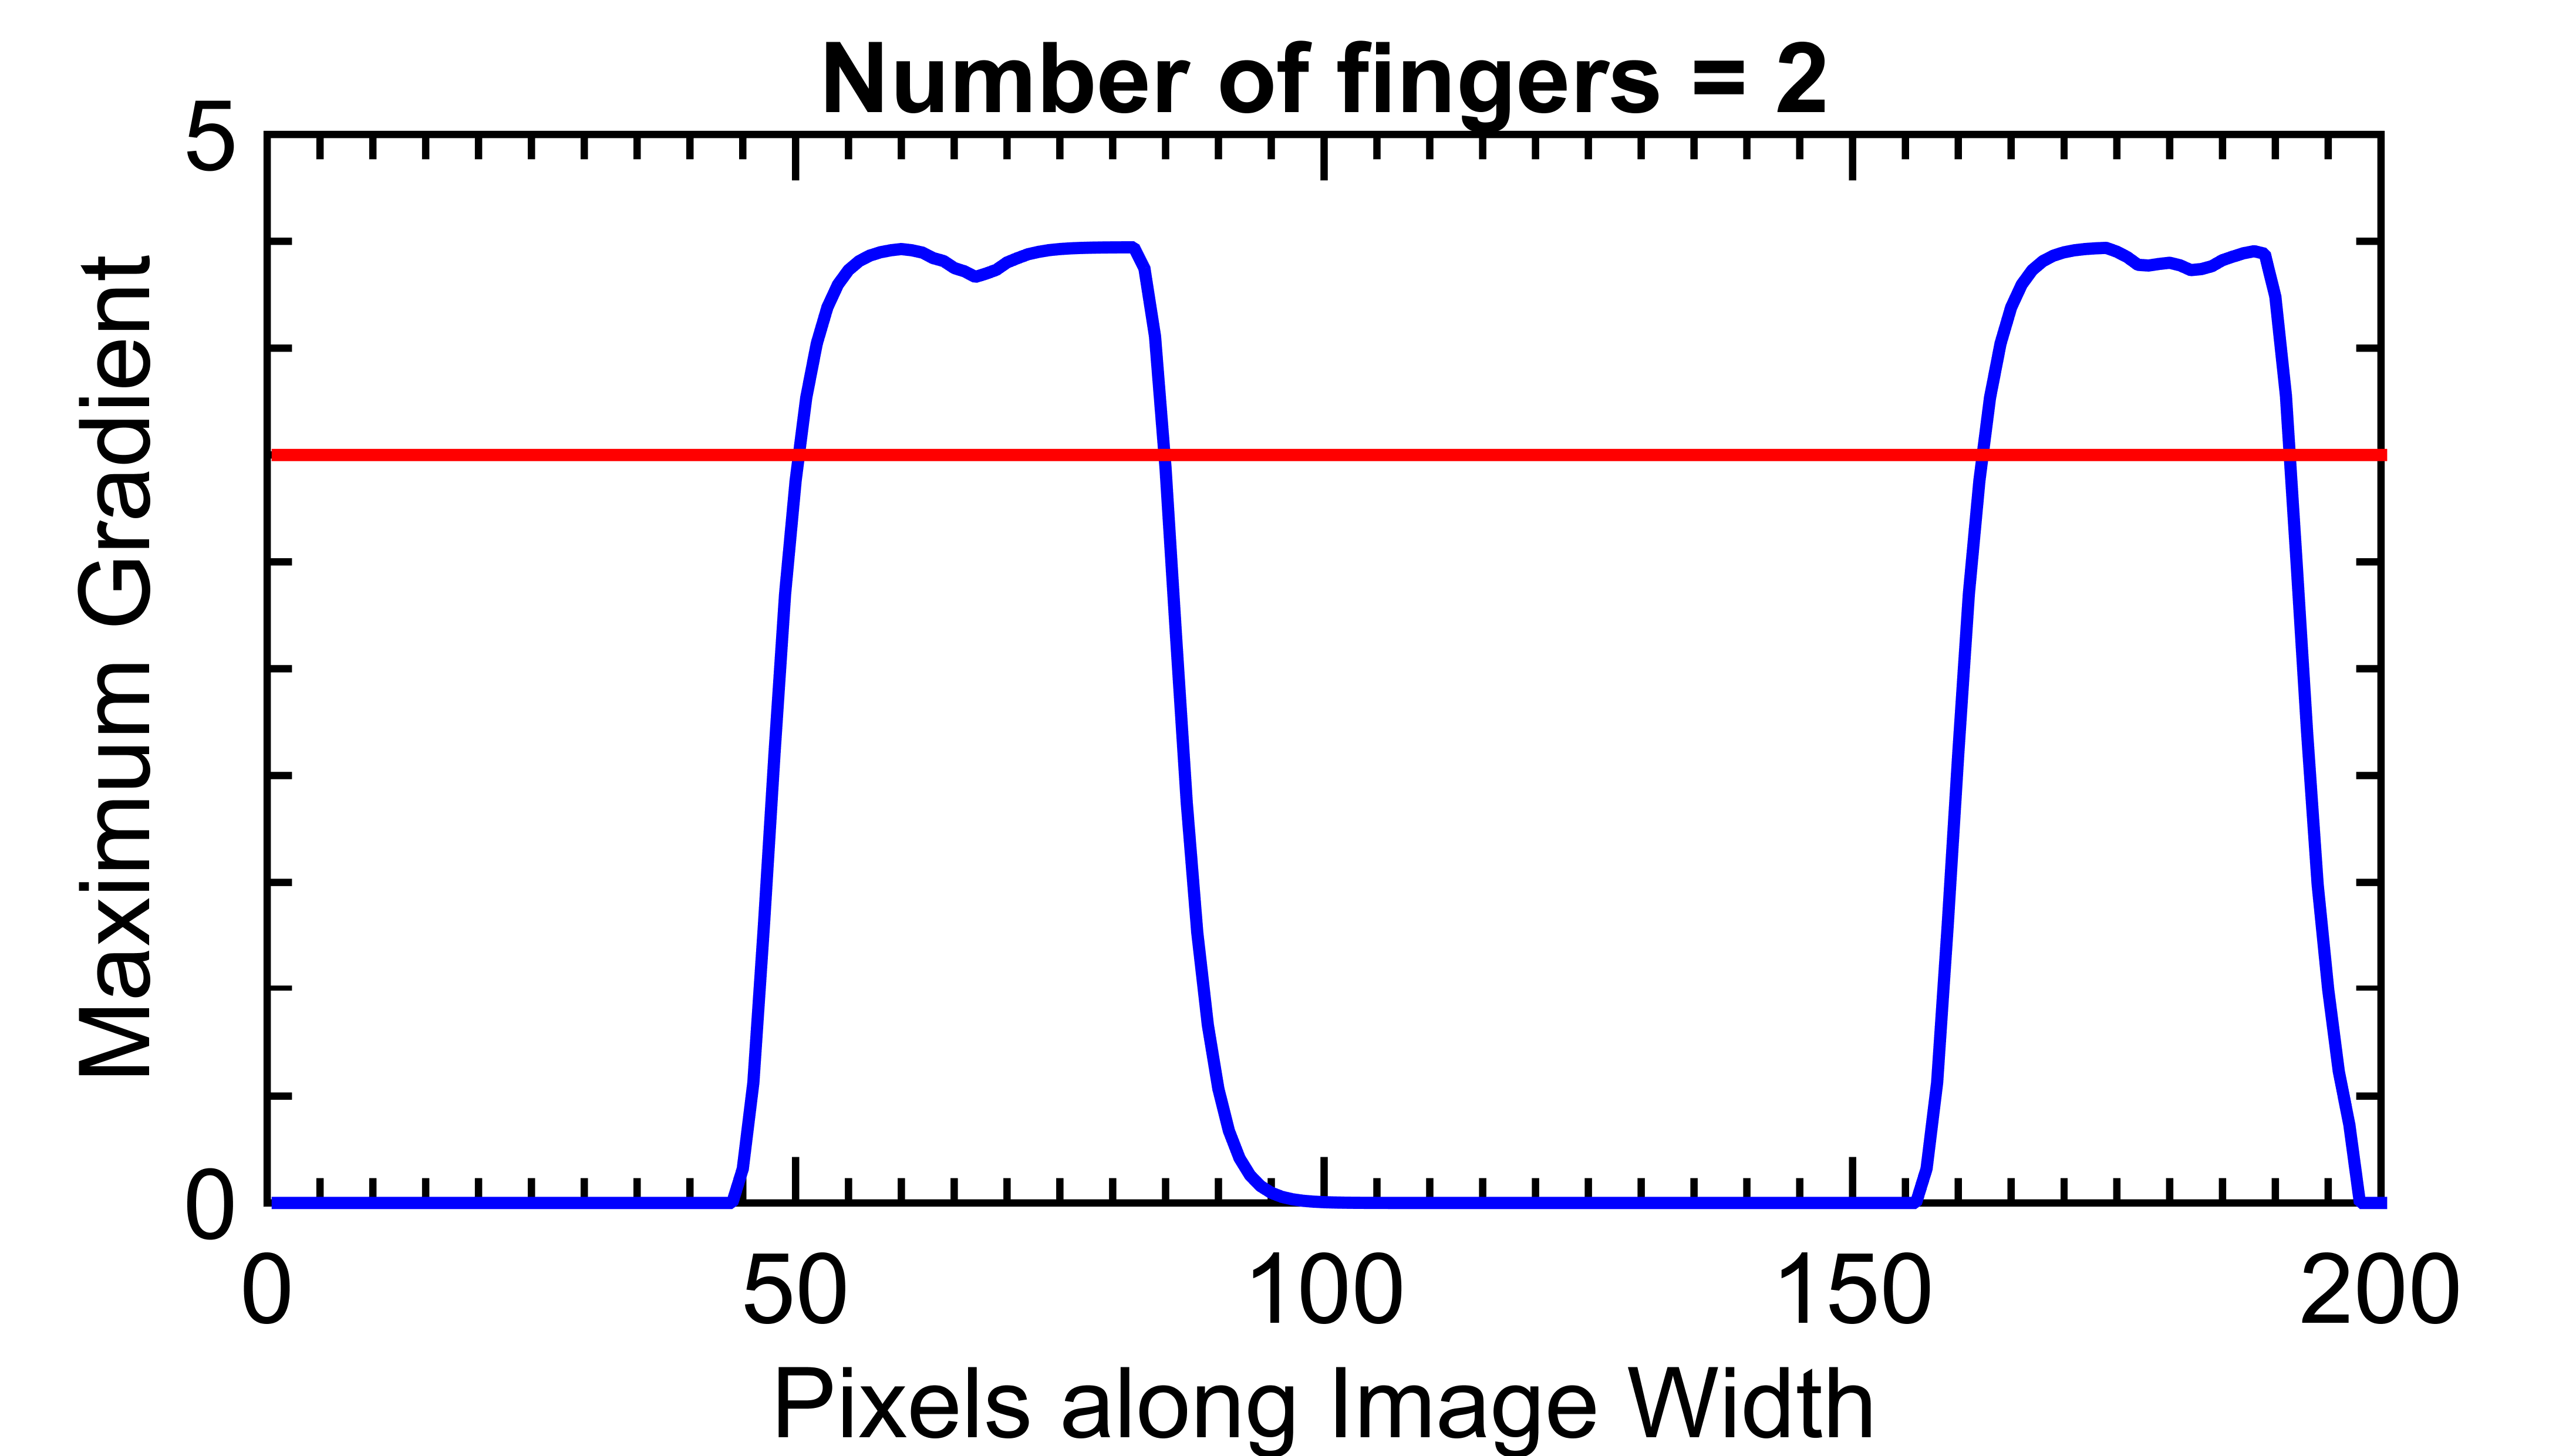 Number of fingers = 2
5
Maximum Gradient
0
0 50 100 150 200
Pixels along Image Width